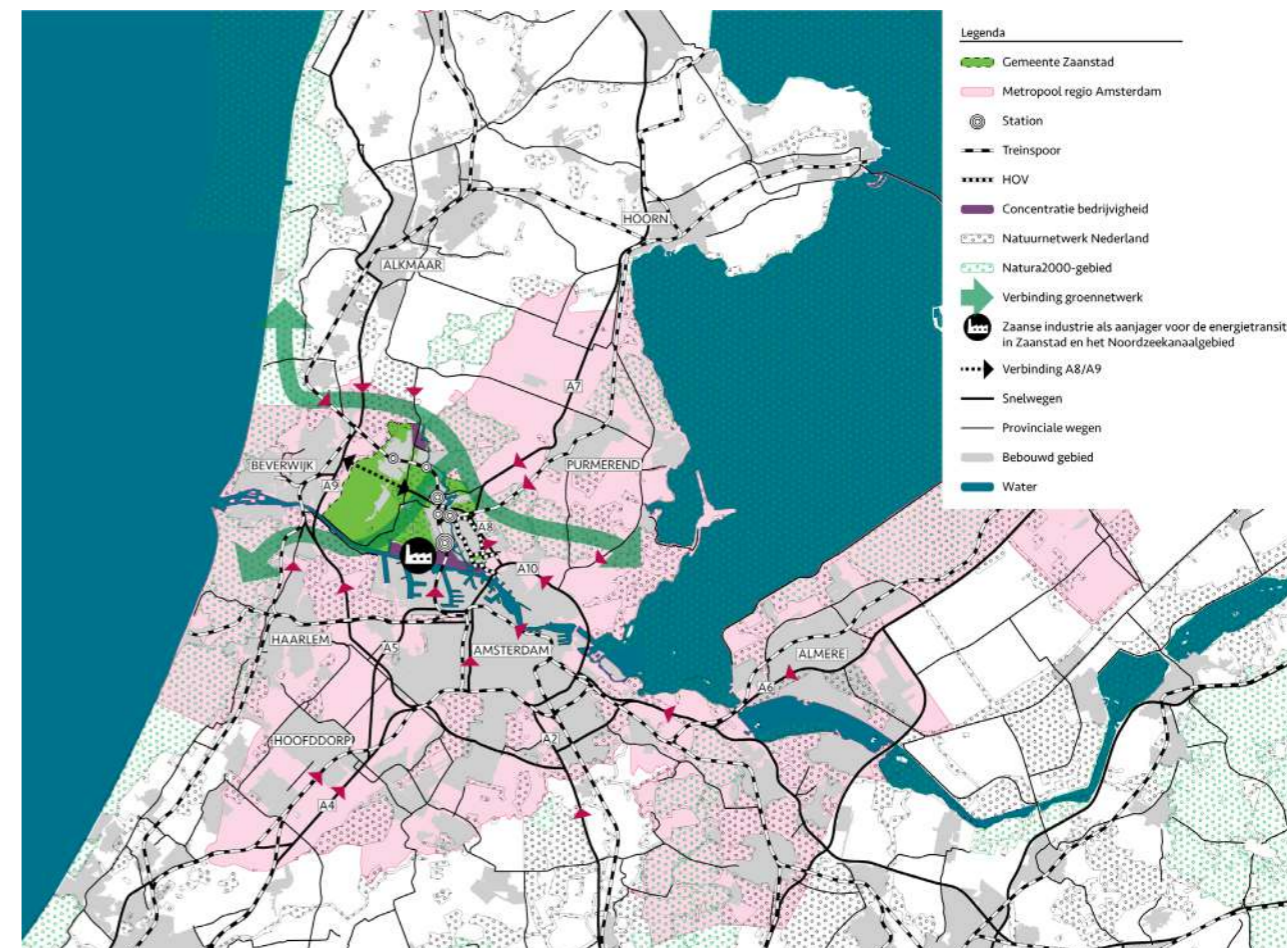 Legenda
Gemeente Zaanstad
Metropool regio Amsterdam
Station
Treinspoor
HOV
Concentratie bedrijvigheid
Natuurnetwerk Nederland
Natura2000-gebied
Verbinding groennetwerk
Zaanse industrie als aanjager voor de energietransit
in Zaanstad en het Noordzeekanaalgebied
Verbinding A8/A9
Snelwegen
Provinciale wegen
Bebouwd gebied
Water
HOORN
ALKMAAR
A7
BEVERWIJK
PURMEREND
A9
A8
A10
HAARLEM
A5
AMSTERDAM
ALMERE
A6
HOOFDDORP
A2
A4